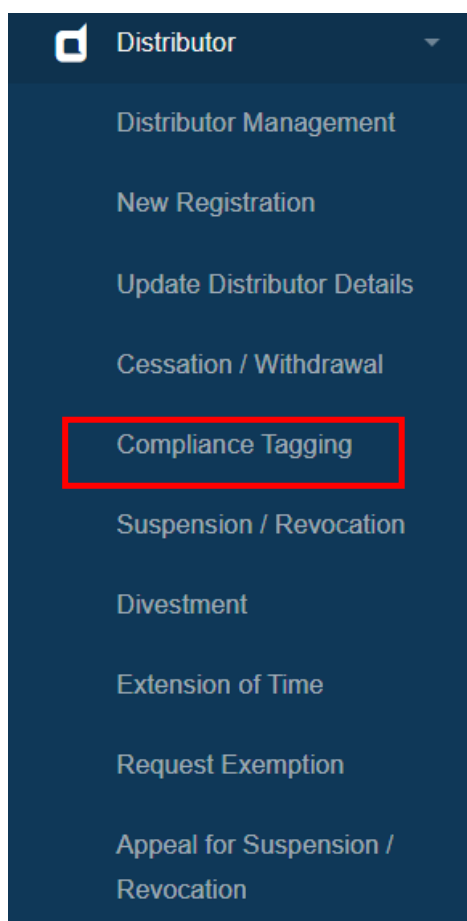 Distributor
Distributor Management
New Registration
Update Distributor Details
Cessation / Withdrawal
Compliance Tagging
Suspension / Revocation
Divestment
Extension of Time
Request Exemption
Appeal for Suspension /
Revocation